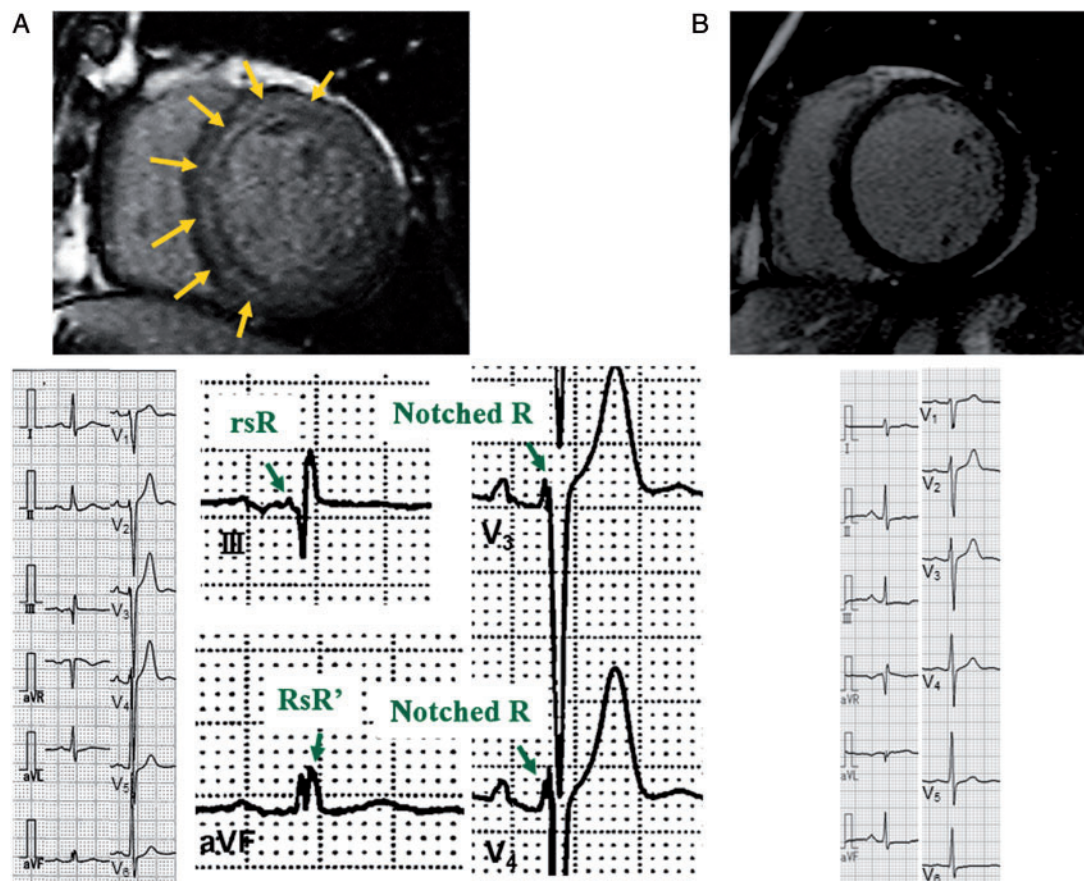 A
B
I
II
III
aVR
aVL
aVF
V1
V2
V3
V4
V5
V6
rsR
III
RsR'
aVF
Notched R
V3
Notched R
V4
I
II
III
aVR
aVL
aVF
V1
V2
V3
V4
V5
V6